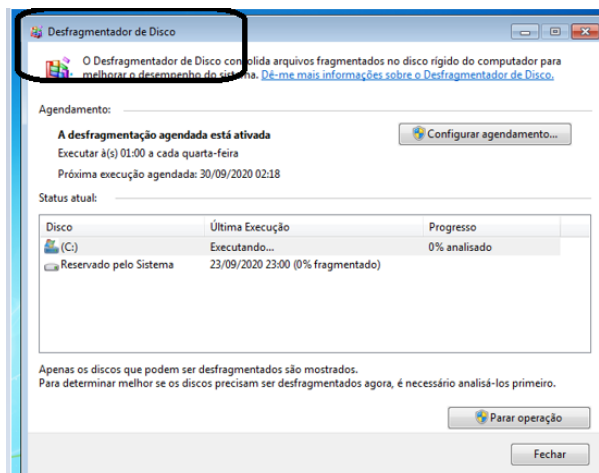 Desfragmentador de Disco
O Desfragmentador de Disco consolida arquivos fragmentados no disco rígido do computador para
melhorar o desempenho do sistema. Dê-me mais informações sobre o Desfragmentador de Disco.
Agendamento:
A desfragmentação agendada está ativada
Configurar agendamento...
Executar à(s) 01:00 a cada quarta-feira
Próxima execução agendada: 30/09/2020 02:18
Status atual:
Disco Última Execução Progresso
(C:) Executando... 0% analisado
Reservado pelo Sistema 23/09/2020 23:00 (0% fragmentado)
Apenas os discos que podem ser desfragmentados são mostrados.
Para determinar melhor se os discos precisam ser desfragmentados agora, é necessário analisá-los primeiro.
Parar operação
Fechar